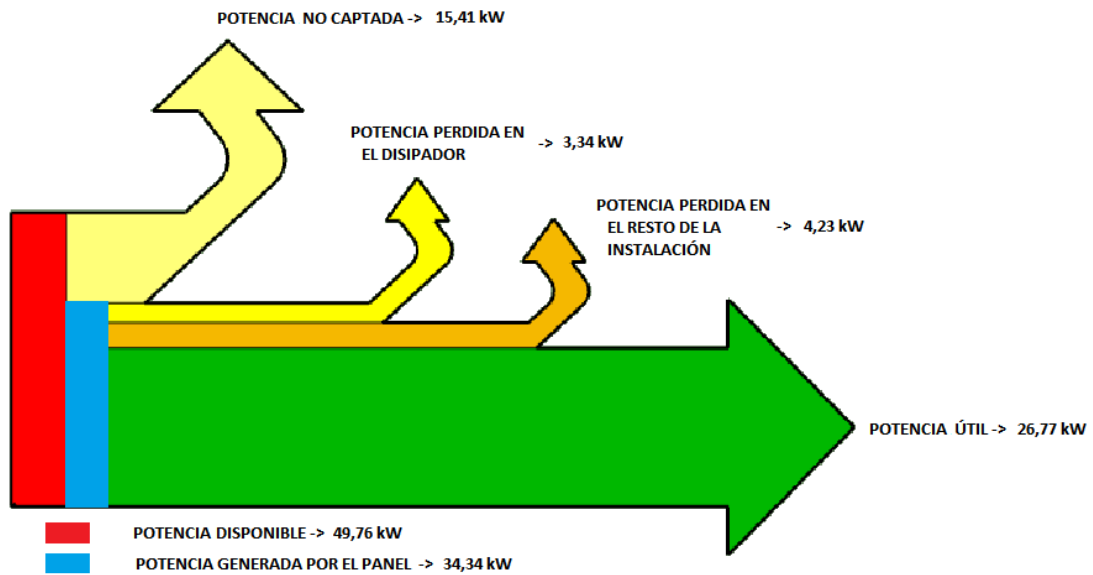 POTENCIA NO CAPTADA -> 15,41 kW
POTENCIA PERDIDA EN
EL DISIPADOR -> 3,34 kW
POTENCIA PERDIDA EN
EL RESTO DE LA -> 4,23 kW
INSTALACIÓN
POTENCIA ÚTIL -> 26,77 kW
POTENCIA DISPONIBLE -> 49,76 kW
POTENCIA GENERADA POR EL PANEL -> 34,34 kW